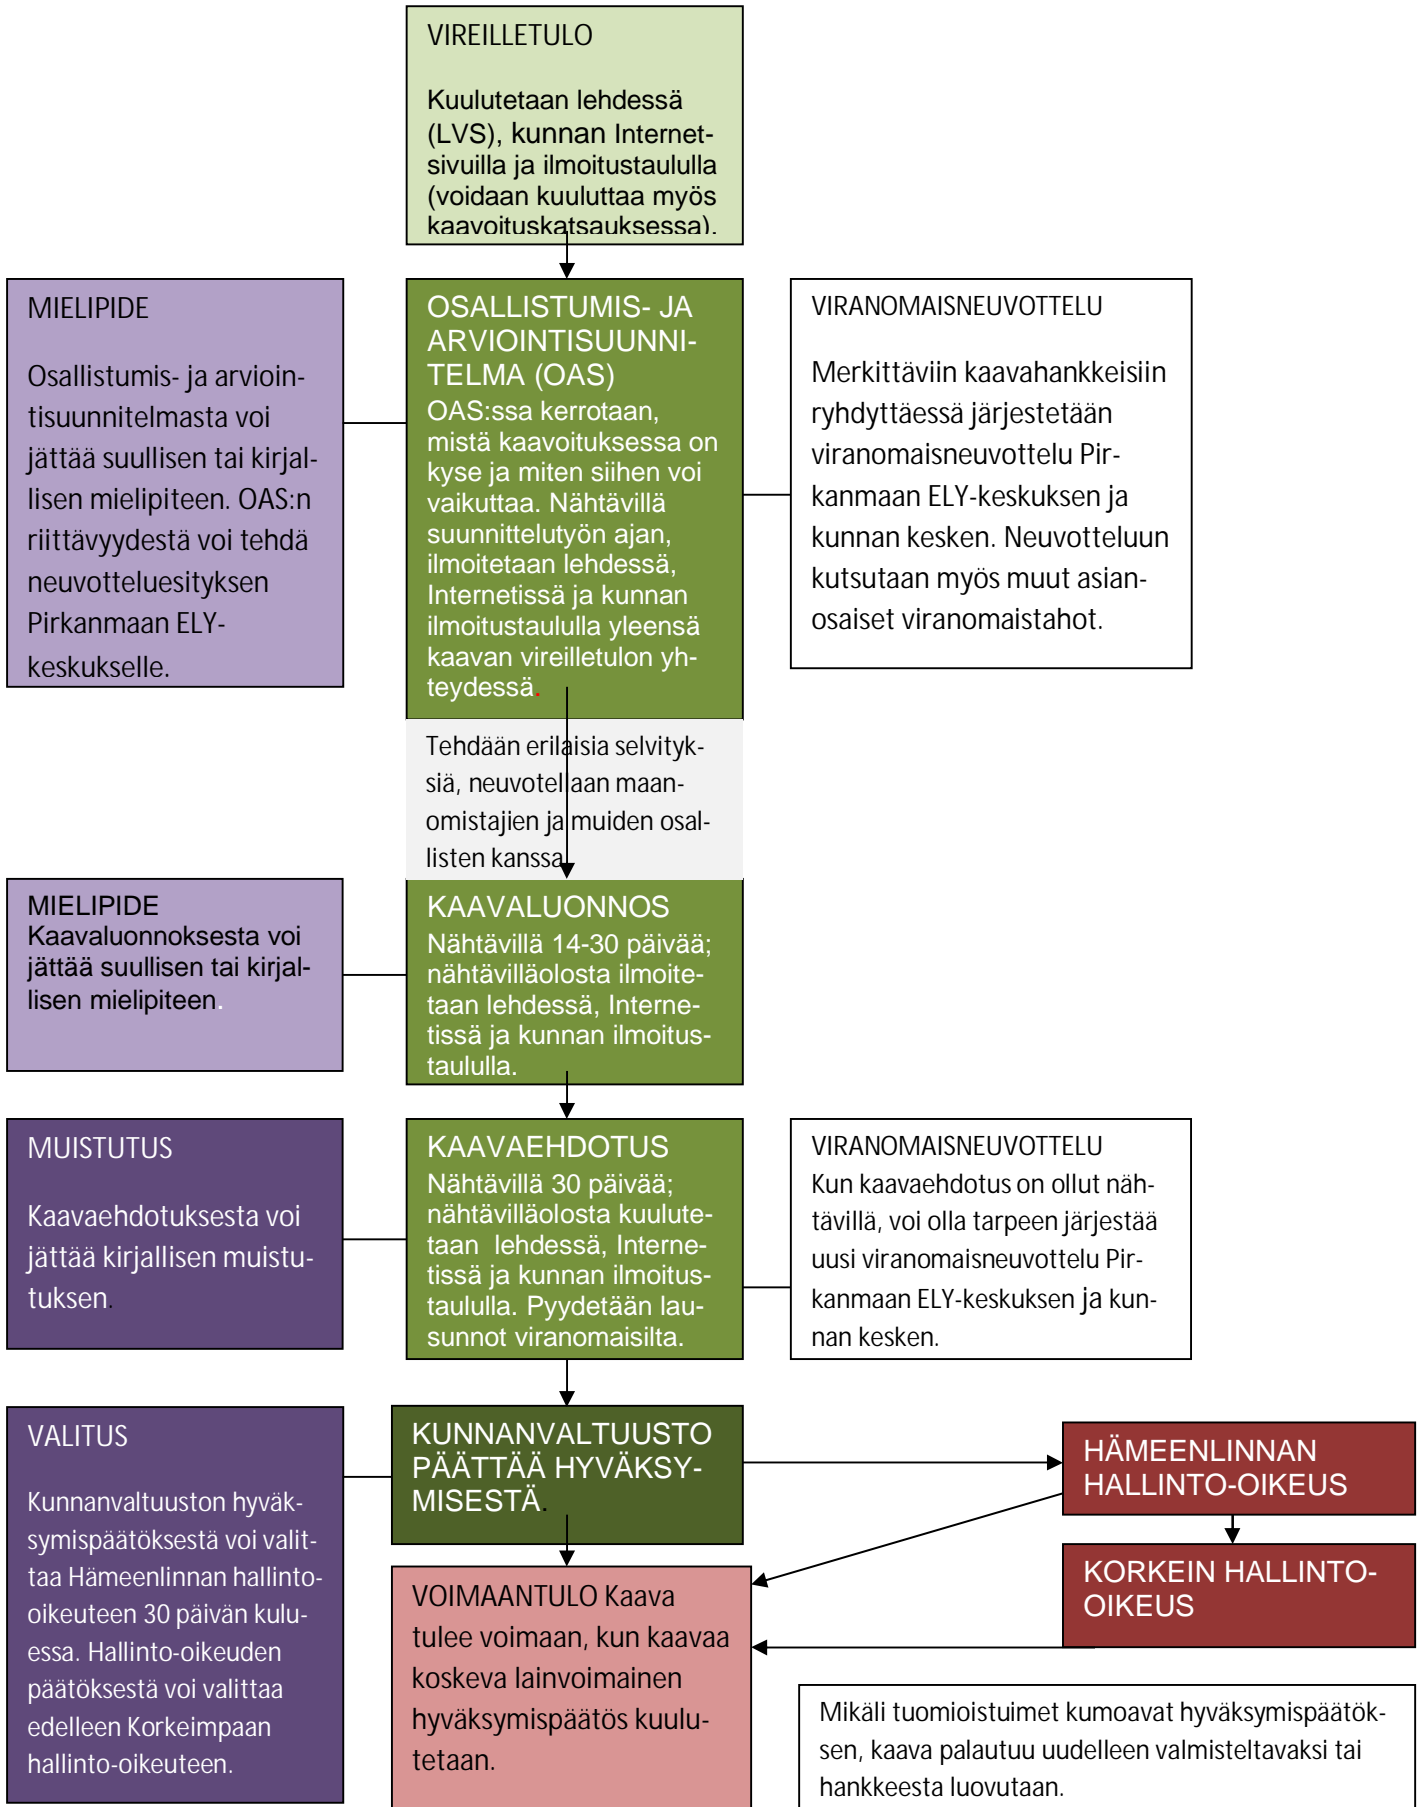 VIREILLETULO
Kuulutetaan lehdessä
(LVS), kunnan Internet-
sivuilla ja ilmoitustaululla
(voidaan kuuluttaa myös
kaavoituskatsauksessa).
MIELIPIDE
Osallistumis- ja arvioin-
tisuunnitelmasta voi
jättää suullisen tai kirjal-
lisen mielipiteen. OAS:n
riittävyydestä voi tehdä
neuvotteluesityksen
Pirkanmaan ELY-
keskukselle.
OSALLISTUMIS- JA
ARVIOINTISUUNNI-
TELMA (OAS)
OAS:ssa kerrotaan,
mistä kaavoituksessa on
kyse ja miten siihen voi
vaikuttaa. Nähtävillä
suunnittelutyön ajan,
ilmoitetaan lehdessä,
Internetissä ja kunnan
ilmoitustaululla yleensä
kaavan vireilletulon yh-
teydessä.
VIRANOMAISNEUVOTTELU
Merkittäviin kaavahankkeisiin
ryhdyttäessä järjestetään
viranomaisneuvottelu Pir-
kanmaan ELY-keskuksen ja
kunnan kesken. Neuvotteluun
kutsutaan myös muut asian-
osaiset viranomaistahot.
Tehdään erilaisia selvityk-
siä, neuvotellaan maan-
omistajien ja muiden osal-
listen kanssa
MIELIPIDE
Kaavaluonnoksesta voi
jättää suullisen tai kirjal-
lisen mielipiteen.
KAAVALUONNOS
Nähtävillä 14-30 päivää;
nähtävilläolosta ilmoite-
taan lehdessä, Interne-
tissä ja kunnan ilmoitus-
taululla.
MUISTUTUS
Kaavaehdotuksesta voi
jättää kirjallisen muistu-
tuksen.
KAAVAEHDOTUS
Nähtävillä 30 päivää;
nähtävilläolosta kuulute-
taan lehdessä, Interne-
tissä ja kunnan ilmoitus-
taululla. Pyydetään lau-
sunnot viranomaisilta.
VIRANOMAISNEUVOTTELU
Kun kaavaehdotus on ollut näh-
tävillä, voi olla tarpeen järjestää
uusi viranomaisneuvottelu Pir-
kanmaan ELY-keskuksen ja kun-
nan kesken.
VALITUS
Kunnanvaltuuston hyväk-
symispäätöksestä voi valit-
taa Hämeenlinnan hallinto-
oikeuteen 30 päivän kulu-
essa. Hallinto-oikeuden
päätöksestä voi valittaa
edelleen Korkeimpaan
hallinto-oikeuteen.
KUNNANVALTUUSTO
PÄÄTTÄÄ HYVÄKSY-
MISESTÄ.
HÄMEENLINNAN
HALLINTO-OIKEUS
KORKEIN HALLINTO-
OIKEUS
VOIMAANTULO Kaava
tulee voimaan, kun kaavaa
koskeva lainvoimainen
hyväksymispäätös kuulu-
tetaan.
Mikäli tuomioistuimet kumoavat hyväksymispäätök-
sen, kaava palautuu uudelleen valmisteltavaksi tai
hankkeesta luovutaan.